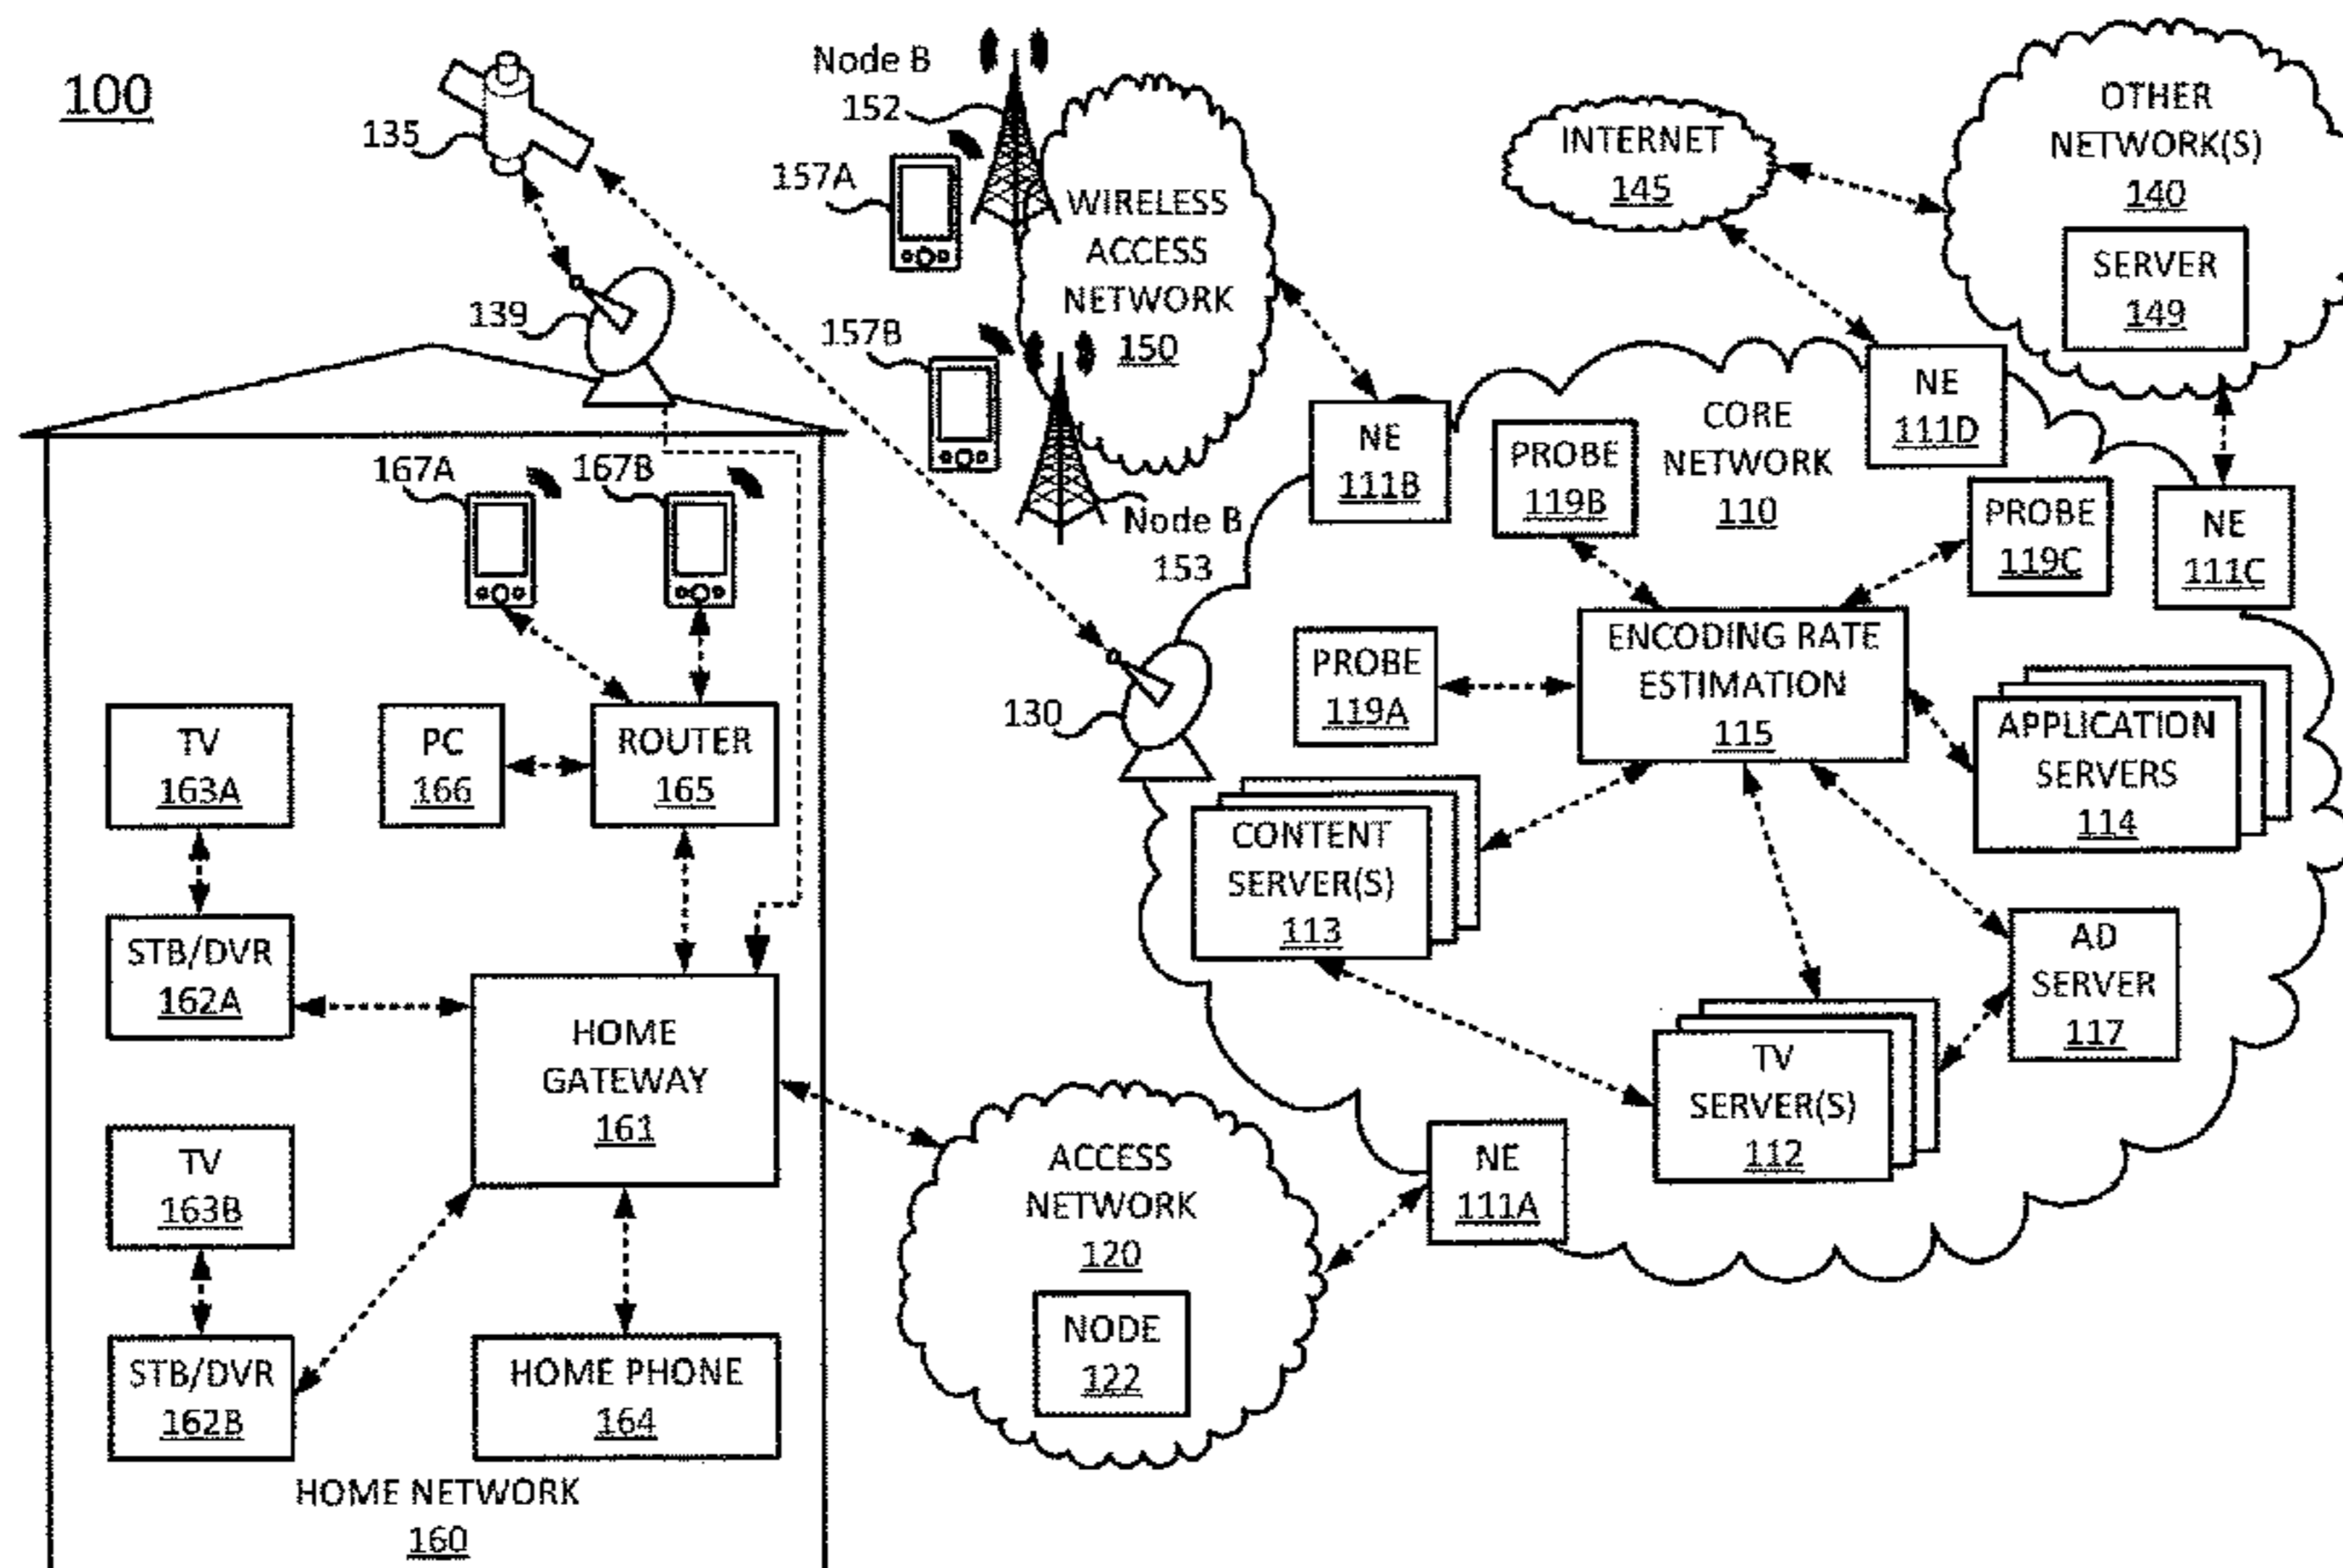 100
135
139
Node B
152
157A
157B
WIRELESS
ACCESS
NETWORK
150
Node B
153
INTERNET
145
OTHER
NETWORK(S)
140
SERVER
149
NE
111B
NE
111D
NE
111C
CORE
NETWORK
110
PROBE
119B
PROBE
119C
PROBE
119A
ENCODING RATE
ESTIMATION
115
APPLICATION
SERVERS
114
130
CONTENT
SERVER(S)
113
AD
SERVER
117
TV
SERVER(S)
112
NE
111A
ACCESS
NETWORK
120
NODE
122
167A
167B
TV
163A
PC
166
ROUTER
165
STB/DVR
162A
HOME
GATEWAY
161
TV
163B
STB/DVR
162B
HOME PHONE
164
HOME NETWORK
160